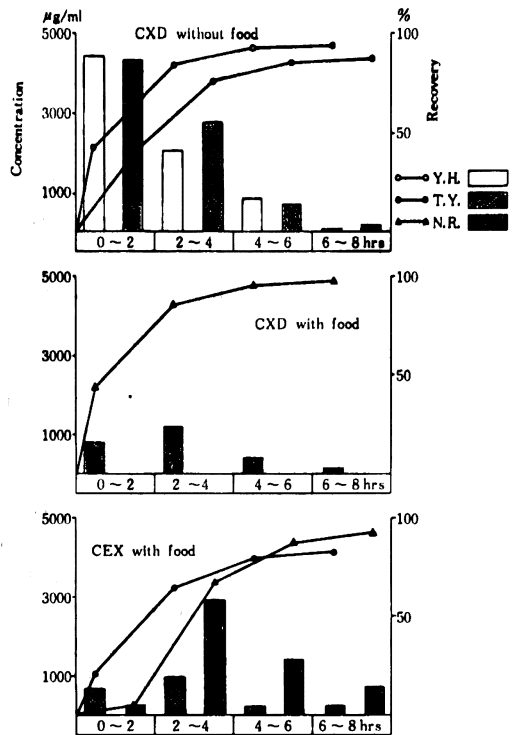 μg/ml
%
5000
CXD without food
100
Concentration
Recovery
3000
50
1000
Y.H.
T.Y.
N.R.
0 ~ 2
2 ~ 4
4 ~ 6
6 ~ 8 hrs
5000
100
CXD with food
3000
50
1000
0 ~ 2
2 ~ 4
4 ~ 6
6 ~ 8 hrs
5000
100
CEX with food
3000
50
1000
0 ~ 2
2 ~ 4
4 ~ 6
6 ~ 8 hrs